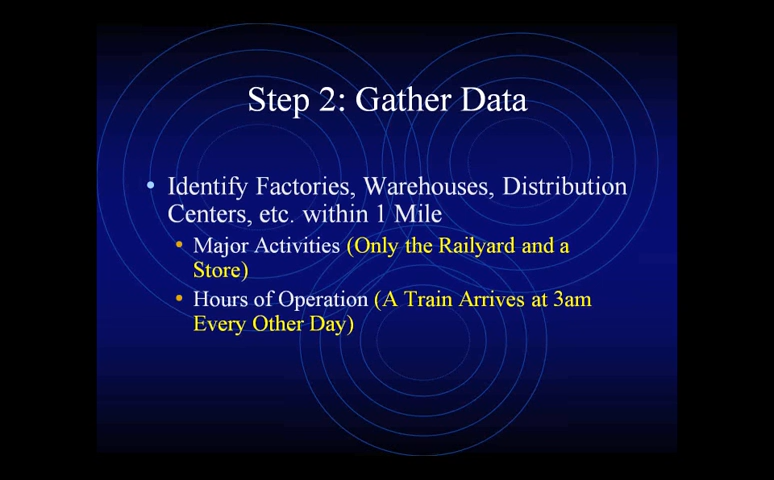 Step 2: Gather Data
• Identify Factories, Warehouses, Distribution
Centers, etc. within 1 Mile
• Major Activities (Only the Railyard and a
Store)
• Hours of Operation (A Train Arrives at 3am
Every Other Day)